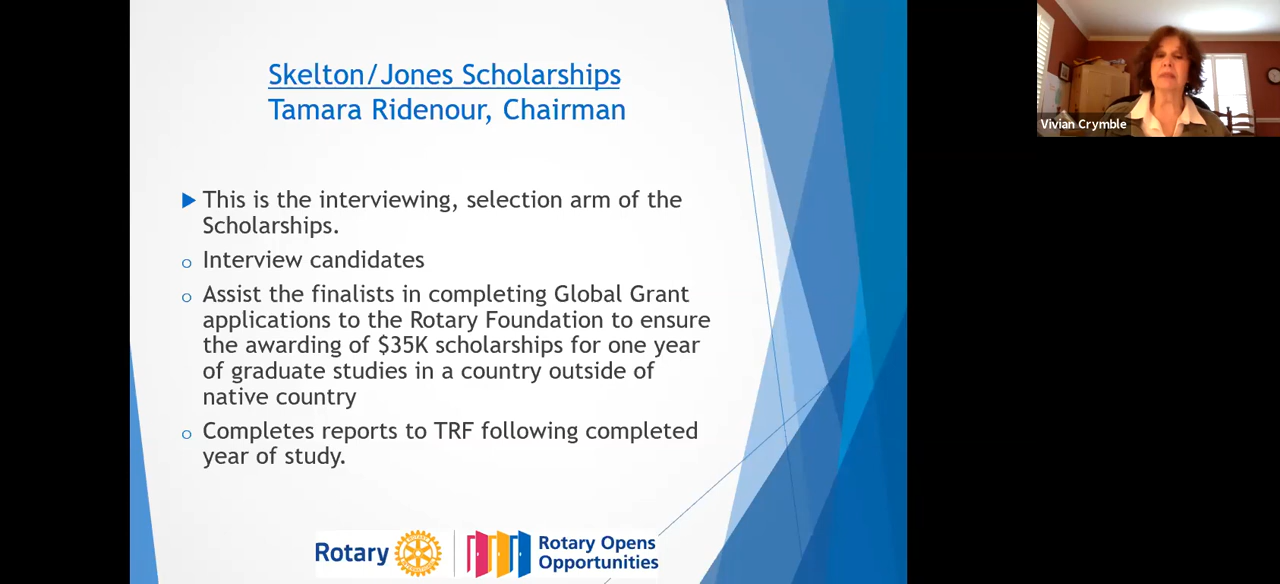 Skelton/Jones Scholarships
Tamara Ridenour, Chairman
This is the interviewing, selection arm of the
Scholarships.
Interview candidates
Assist the finalists in completing Global Grant
applications to the Rotary Foundation to ensure
the awarding of $35K scholarships for one year
of graduate studies in a country outside of
native country
Completes reports to TRF following completed
year of study.
Rotary
Rotary Opens
Opportunities
Vivian Crymble